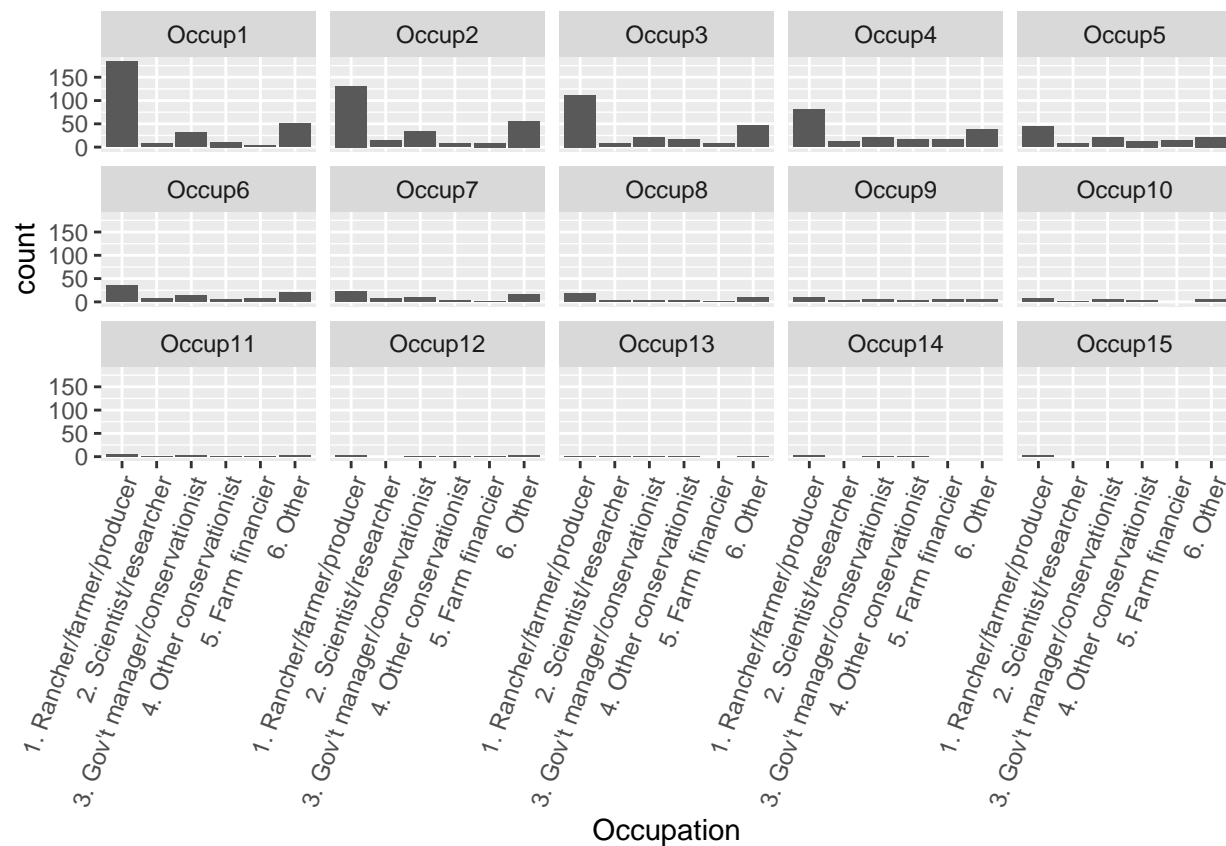 Occup1
Occup2
Occup3
Occup4
Occup5
150
100
50
0
Occup6
Occup7
Occup8
Occup9
Occup10
150
100
50
0
count
Occup11
Occup12
Occup13
Occup14
Occup15
150
100
50
0
1. Rancher/farmer/producer
2. Scientist/researcher
3. Gov't manager/conservationist
4. Other conservationist
5. Farm financier
6. Other
1. Rancher/farmer/producer
2. Scientist/researcher
3. Gov't manager/conservationist
4. Other conservationist
5. Farm financier
6. Other
1. Rancher/farmer/producer
2. Scientist/researcher
3. Gov't manager/conservationist
4. Other conservationist
5. Farm financier
6. Other
1. Rancher/farmer/producer
2. Scientist/researcher
3. Gov't manager/conservationist
4. Other conservationist
5. Farm financier
6. Other
1. Rancher/farmer/producer
2. Scientist/researcher
3. Gov't manager/conservationist
4. Other conservationist
5. Farm financier
6. Other
Occupation